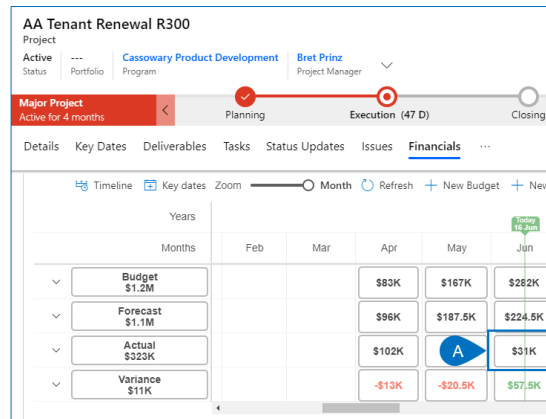 AA Tenant Renewal R300
Project
Active --- Cassowary Product Development Bret Prinz
Status Portfolio Program Project Manager
Major Project
Active for 4 months
Planning Execution (47 D) Closing
Details Key Dates Deliverables Tasks Status Updates Issues Financials ...
Timeline Key dates Zoom Month Refresh + New Budget + New
Years
Today
16 Jun
Months Feb Mar Apr May Jun
Budget
$1.2M
$83K $167K $282K
Forecast
$1.1M
$96K $187.5K $224.5K
Actual
$323K
$102K A $31K
Variance
$11K
-$13K -$20.5K $57.5K